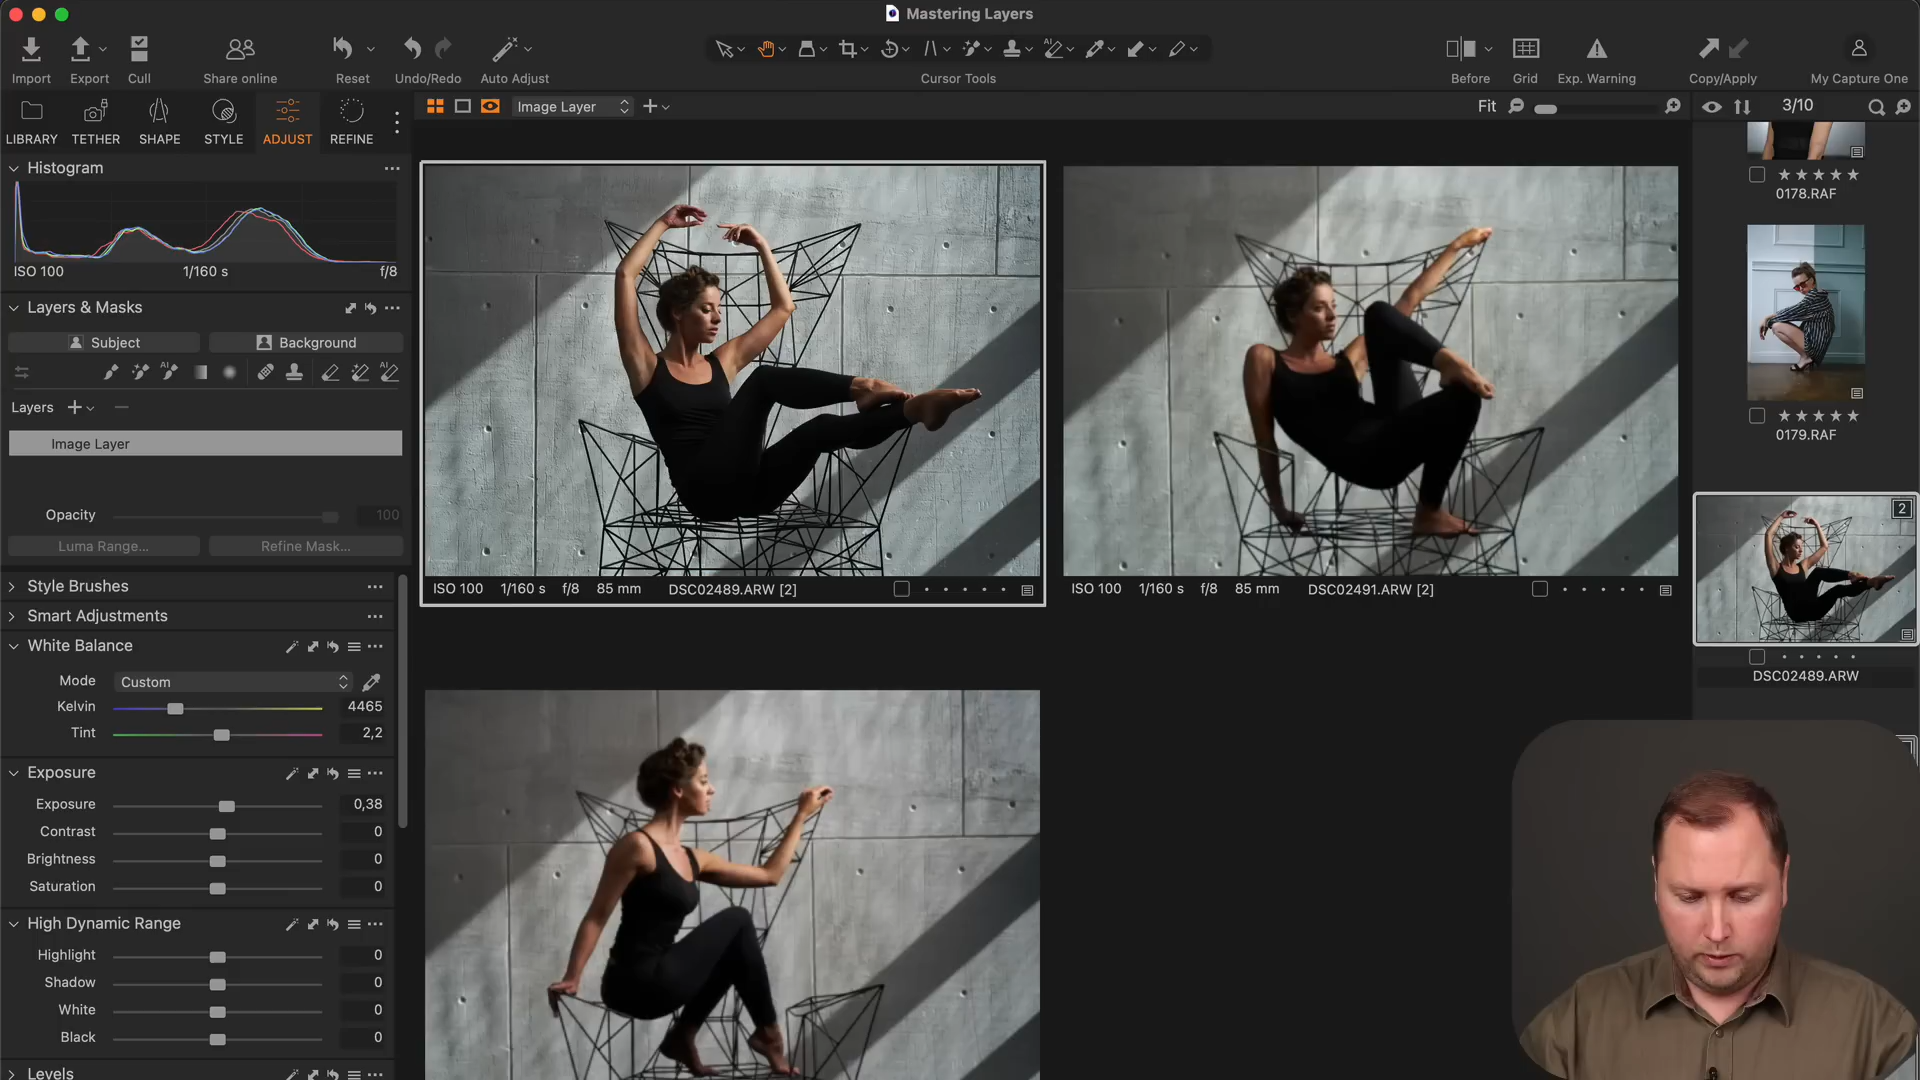 Mastering Layers
Import Export Cull Share online Reset Undo/Redo Auto Adjust Cursor Tools Before Grid Exp. Warning Copy/Apply My Capture One
LIBRARY TETHER SHAPE STYLE ADJUST REFINE
Image Layer
Fit
3/10
Histogram
ISO 100 1/160 s f/8
Layers & Masks
Subject Background
AI AI
Layers
Image Layer
Opacity 100
Luma Range... Refine Mask...
Style Brushes
Smart Adjustments
White Balance
Mode Custom
Kelvin 4465
Tint 2,2
Exposure
Exposure 0,38
Contrast 0
Brightness 0
Saturation 0
High Dynamic Range
Highlight 0
Shadow 0
White 0
Black 0
Levels
ISO 100 1/160 s f/8 85 mm DSC02489.ARW [2]
ISO 100 1/160 s f/8 85 mm DSC02491.ARW [2]
0178.RAF
0179.RAF
2
DSC02489.ARW